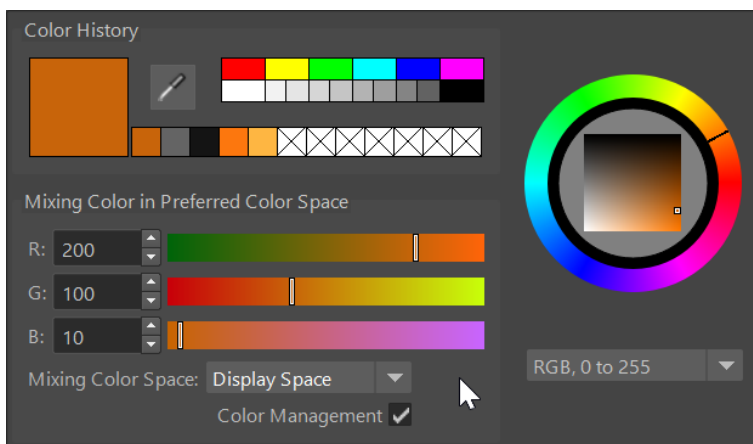 Color History
Mixing Color in Preferred Color Space
R: 200
G: 100
B: 10
Mixing Color Space: Display Space
RGB, 0 to 255
Color Management